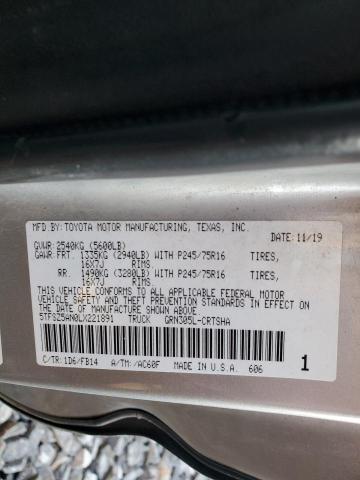 MFD.BY:TOYOTA MOTOR MANUFACTURING, TEXAS, INC.
DATE:11/19
GVWR:2540KG (5600LB)
GAWR:FRT. 1335KG (2940LB) WITH P245/75R16 TIRES,
16X7J RIMS
RR. 1490KG (3280LB) WITH P245/75R16 TIRES,
16X7J RIMS
THIS VEHICLE CONFORMS TO ALL APPLICABLE FEDERAL MOTOR
VEHICLE SAFETY AND THEFT PREVENTION STANDARDS IN EFFECT
ON THE DATE OF MANUFACTURE SHOWN ABOVE.
5TFSZ5AN0LX221891 TRUCK GRN305L-CRTSHA
C/TR:1D6/FB14 A/TM:/AC60F MADE IN U.S.A. 606 1